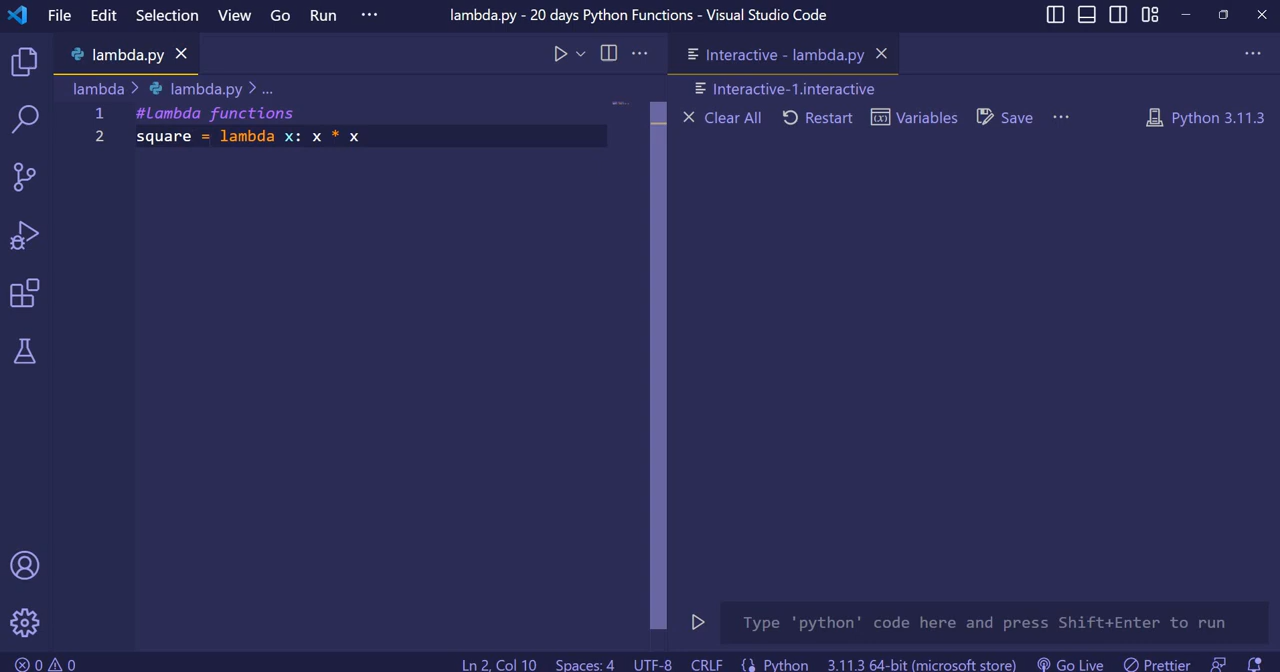 File Edit Selection View Go Run ··· lambda.py - 20 days Python Functions - Visual Studio Code
lambda.py
Interactive - lambda.py
lambda > lambda.py > ...
Interactive-1.interactive
Clear All Restart Variables Save ··· Python 3.11.3
1 #lambda functions
2 square = lambda x: x * x
Type 'python' code here and press Shift+Enter to run
0 0 Ln 2, Col 10 Spaces: 4 UTF-8 CRLF Python 3.11.3 64-bit (microsoft store) Go Live Prettier